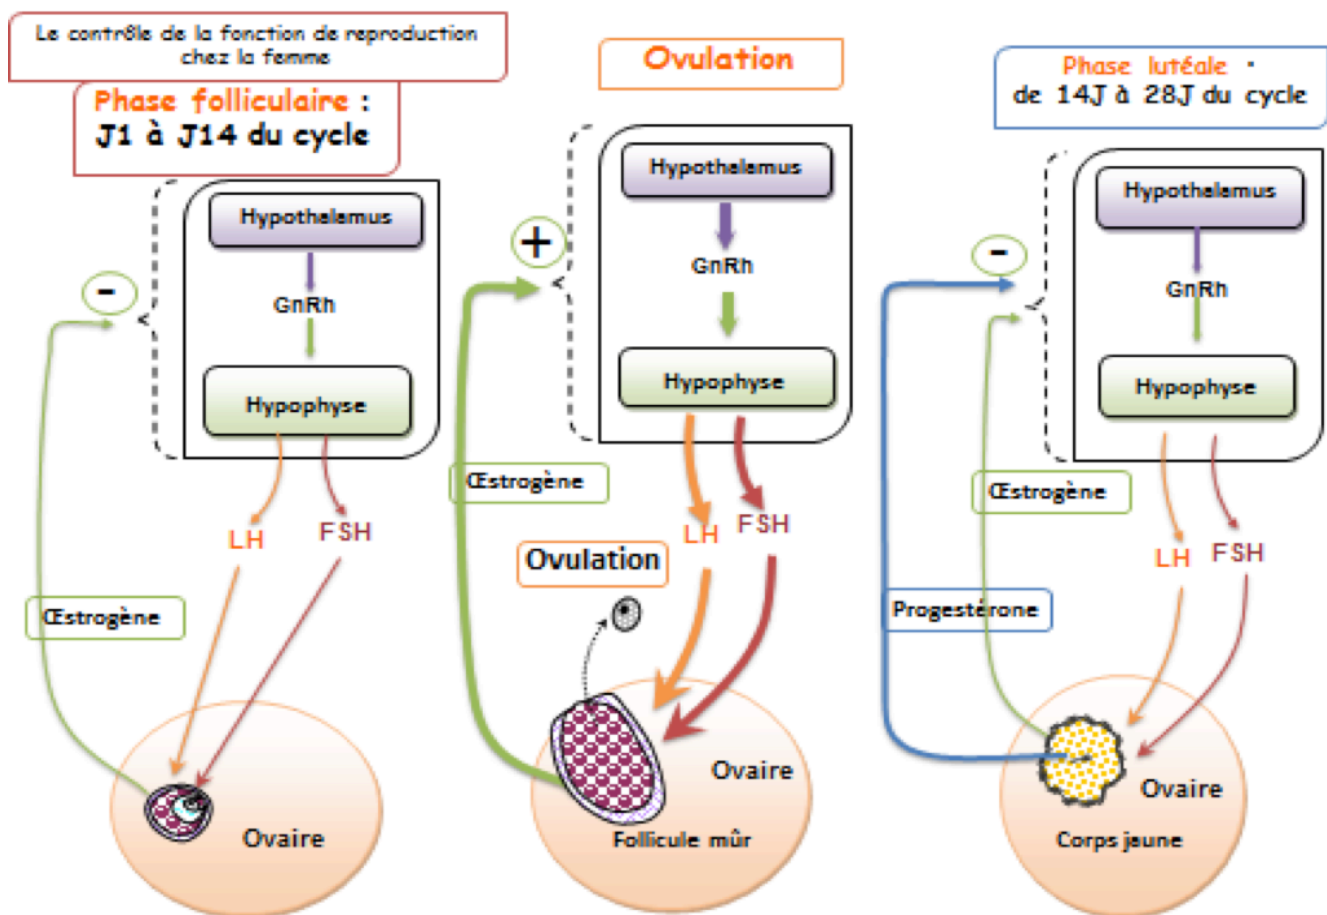 Le contrôle de la fonction de reproduction
chez la femme
Phase folliculaire :
J1 à J14 du cycle
Hypothalamus
-
GnRh
Hypophyse
LH
FSH
Œstrogène
Ovaire
Ovulation
Hypothalamus
+
GnRh
Hypophyse
Œstrogène
LH
FSH
Ovulation
Ovaire
Follicule mûr
Phase lutéale :
de 14J à 28J du cycle
Hypothalamus
-
GnRh
Hypophyse
Œstrogène
LH
FSH
Progestérone
Ovaire
Corps jaune